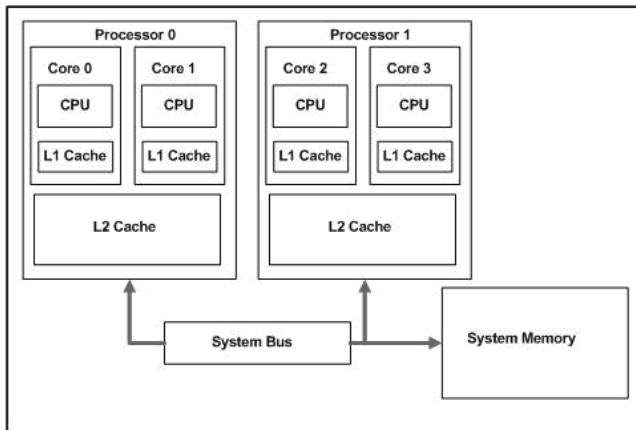 Processor 0
Core 0
CPU
L1 Cache
Core 1
CPU
L1 Cache
L2 Cache
Processor 1
Core 2
CPU
L1 Cache
Core 3
CPU
L1 Cache
L2 Cache
System Bus
System Memory